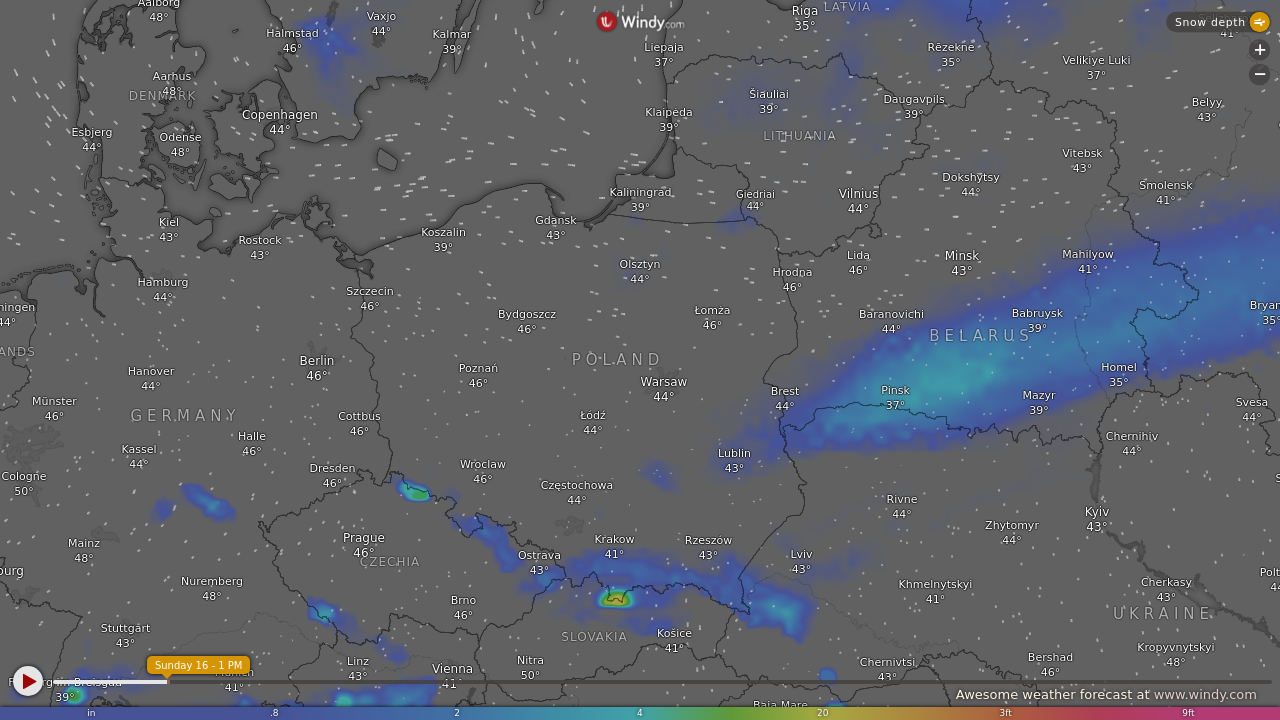 Aalborg
48°
Vaxjo
44°
Halmstad
46°
Kalmar
39°
Windy.com
Liepaja
37°
Riga
35°
LATVIA
Rēzekne
35°
Snow depth
41°
Velikiye Luki
37°
Aarhus
48°
DENMARK
Copenhagen
44°
Esbjerg
44°
Odense
48°
Klaipėda
39°
Šiauliai
39°
Daugavpils
39°
Belyy
43°
LITHUANIA
Vitebsk
43°
Kaliningrad
39°
Giedriai
44°
Vilnius
44°
Dokshytsy
44°
Smolensk
41°
Kiel
43°
Rostock
43°
Koszalin
39°
Gdansk
43°
Hamburg
44°
Szczecin
46°
Olsztyn
44°
Hrodna
46°
Lida
46°
Minsk
43°
Mahilyow
41°
ningen
44°
Bydgoszcz
46°
Łomża
46°
Baranovichi
44°
Babruysk
39°
Bryan
35°
BELARUS
ANDS
Berlin
46°
POLAND
Hanover
44°
Poznań
46°
Warsaw
44°
Brest
44°
Pinsk
37°
Homel
35°
Münster
46°
GERMANY
Cottbus
46°
Łódź
44°
Mazyr
39°
Svesa
44°
Kassel
44°
Halle
46°
Chernihiv
44°
Cologne
50°
Dresden
46°
Wroclaw
46°
Częstochowa
44°
Lublin
43°
Rivne
44°
Kyiv
43°
Zhytomyr
44°
Mainz
48°
Prague
46°
CZECHIA
Ostrava
43°
Krakow
41°
Rzeszów
43°
Lviv
43°
burg
Nuremberg
48°
Khmelnytskyi
41°
Cherkasy
43°
Polt
44
Brno
46°
UKRAINE
Stuttgart
43°
SLOVAKIA
Košice
41°
Kropyvnytskyi
48°
Sunday 16 - 1 PM
Linz
43°
Vienna
41
Nitra
50°
Chernivtsi
43°
Bershad
46°
39°
41°
Awesome weather forecast at www.windy.com
Baia Mare
in .8 2 4 20 3ft 9ft